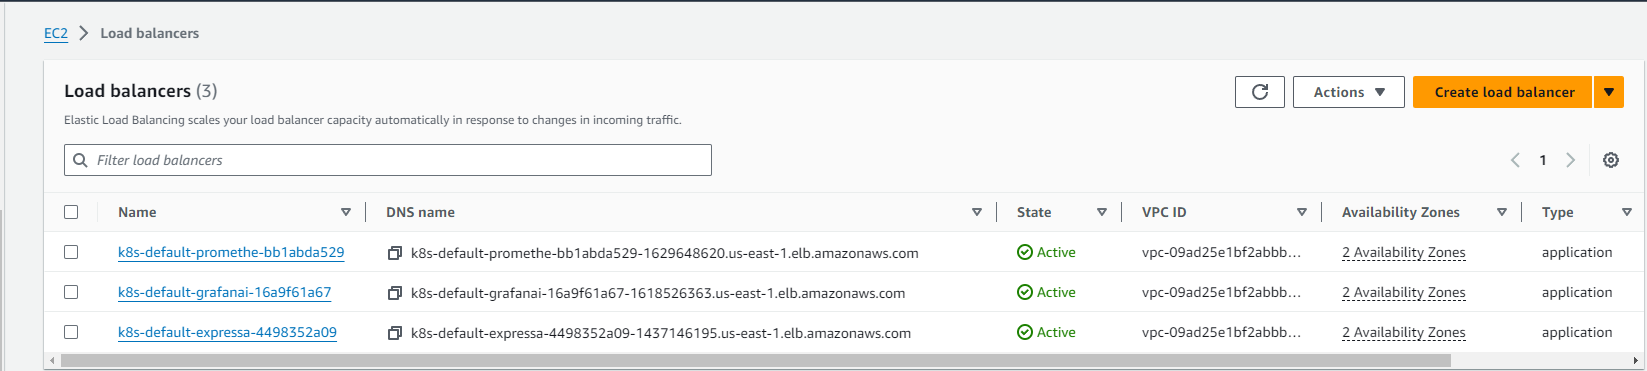 EC2 > Load balancers
Load balancers (3)
Actions
Create load balancer
Elastic Load Balancing scales your load balancer capacity automatically in response to changes in incoming traffic.
Filter load balancers
1
Name DNS name State VPC ID Availability Zones Type
k8s-default-promethe-bb1abda529 k8s-default-promethe-bb1abda529-1629648620.us-east-1.elb.amazonaws.com Active vpc-09ad25e1bf2abbb... 2 Availability Zones application
k8s-default-grafanai-16a9f61a67 k8s-default-grafanai-16a9f61a67-1618526363.us-east-1.elb.amazonaws.com Active vpc-09ad25e1bf2abbb... 2 Availability Zones application
k8s-default-expressa-4498352a09 k8s-default-expressa-4498352a09-1437146195.us-east-1.elb.amazonaws.com Active vpc-09ad25e1bf2abbb... 2 Availability Zones application